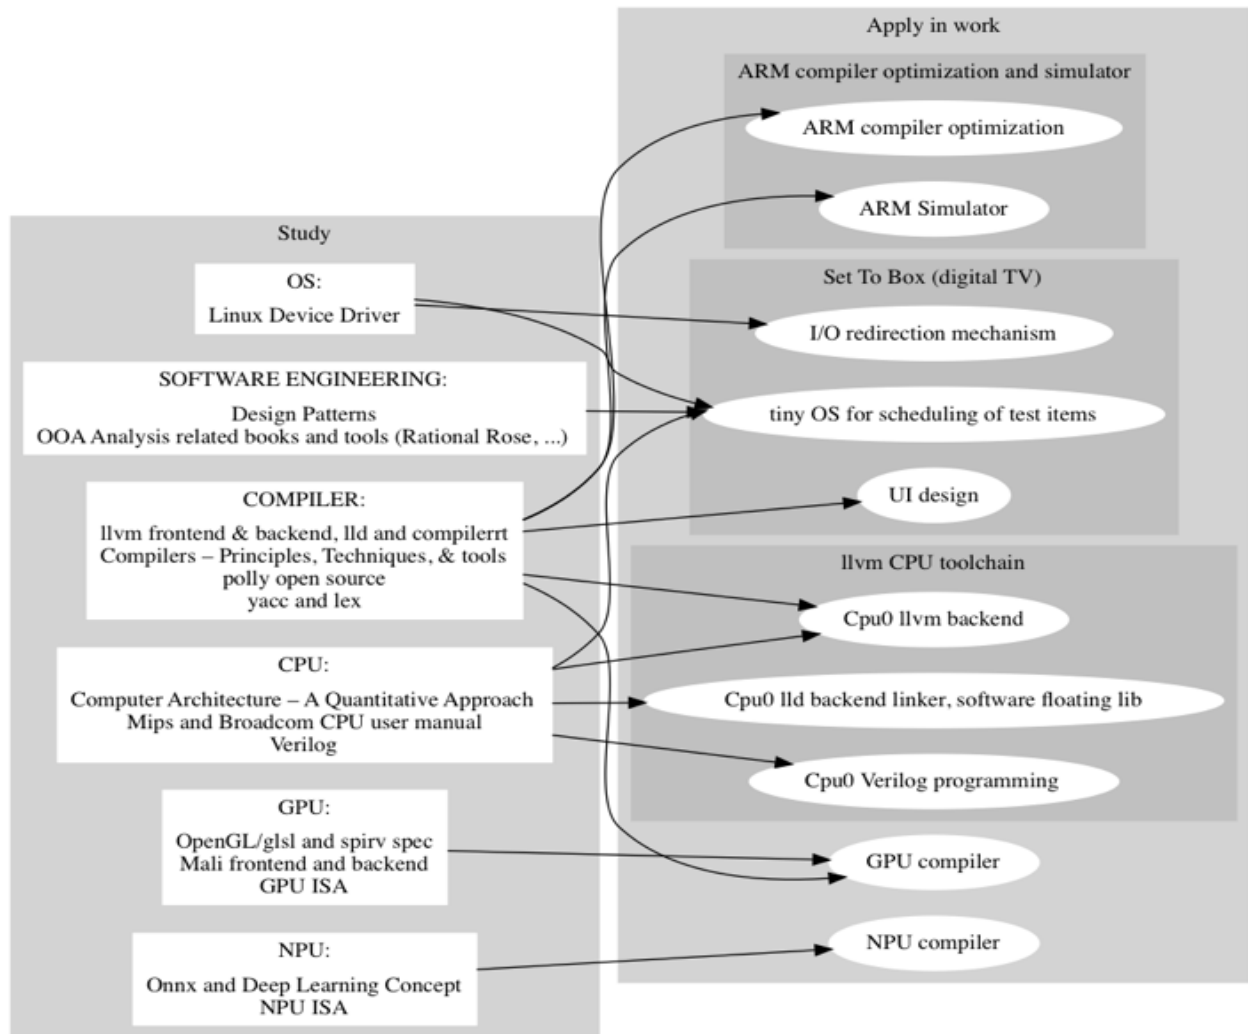 Study
OS:
Linux Device Driver
SOFTWARE ENGINEERING:
Design Patterns
OOA Analysis related books and tools (Rational Rose, ...)
COMPILER:
llvm frontend & backend, lld and compilerrt
Compilers – Principles, Techniques, & tools
polly open source
yacc and lex
CPU:
Computer Architecture – A Quantitative Approach
Mips and Broadcom CPU user manual
Verilog
GPU:
OpenGL/glsl and spirv spec
Mali frontend and backend
GPU ISA
NPU:
Onnx and Deep Learning Concept
NPU ISA
Apply in work
ARM compiler optimization and simulator
ARM compiler optimization
ARM Simulator
Set To Box (digital TV)
I/O redirection mechanism
tiny OS for scheduling of test items
UI design
llvm CPU toolchain
Cpu0 llvm backend
Cpu0 lld backend linker, software floating lib
Cpu0 Verilog programming
GPU compiler
NPU compiler